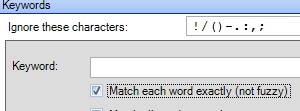 Keywords
Ignore these characters: !/()-.:,;
Keyword:
Match each word exactly (not fuzzy)